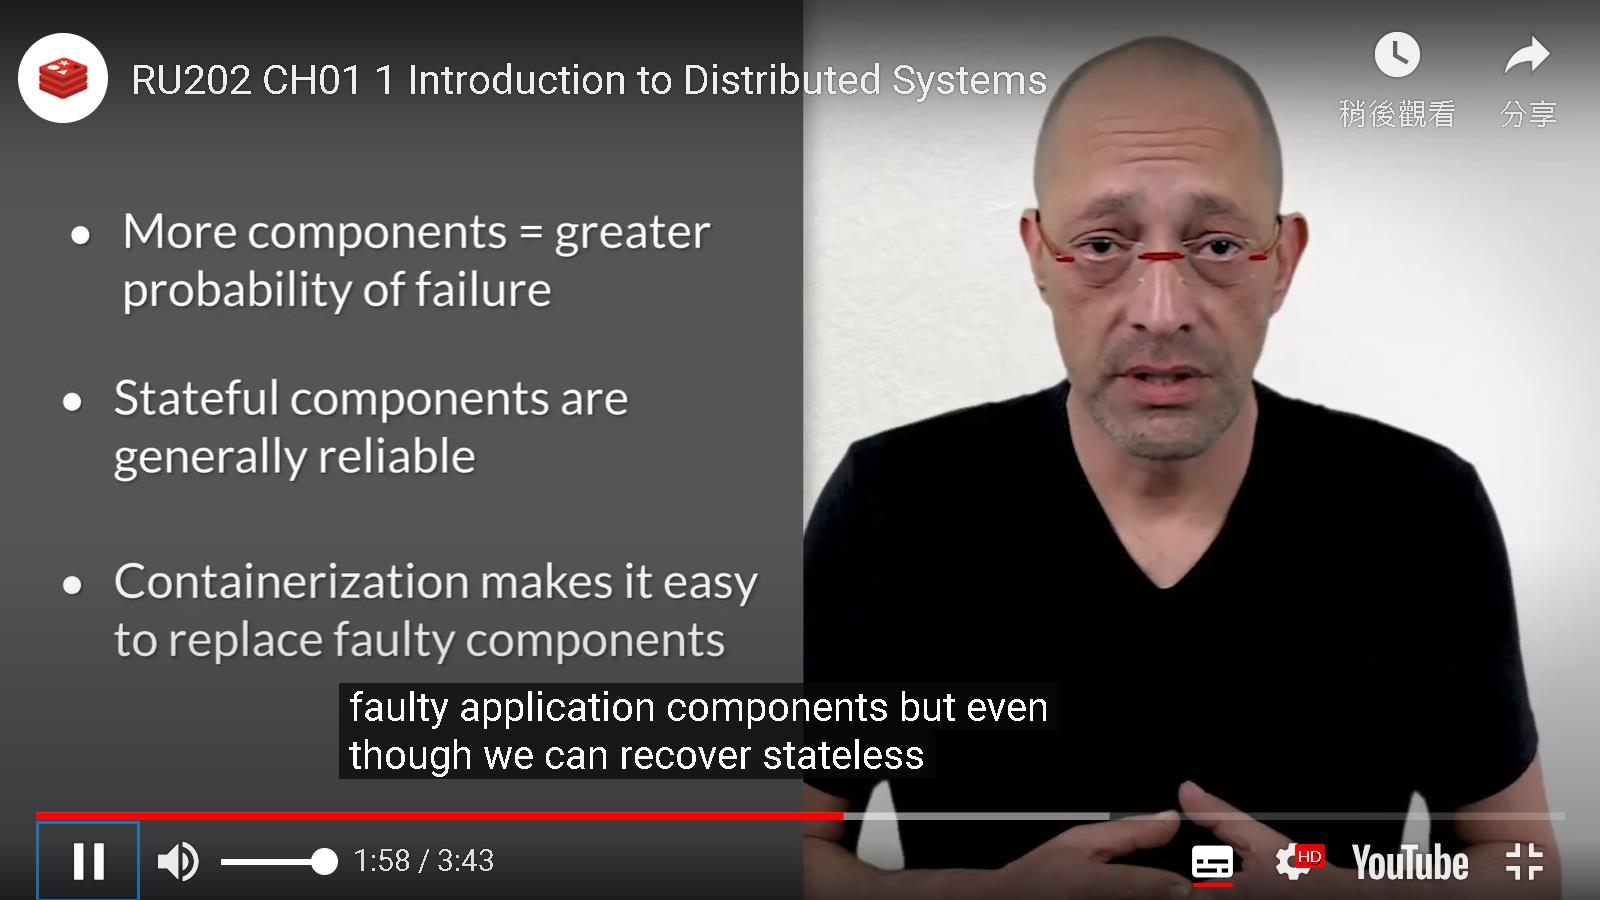 RU202 CH01 1 Introduction to Distributed Systems
稍後觀看
分享
More components = greater
probability of failure
Stateful components are
generally reliable
Containerization makes it easy
to replace faulty components
faulty application components but even
though we can recover stateless
1:58 / 3:43
HD
YouTube